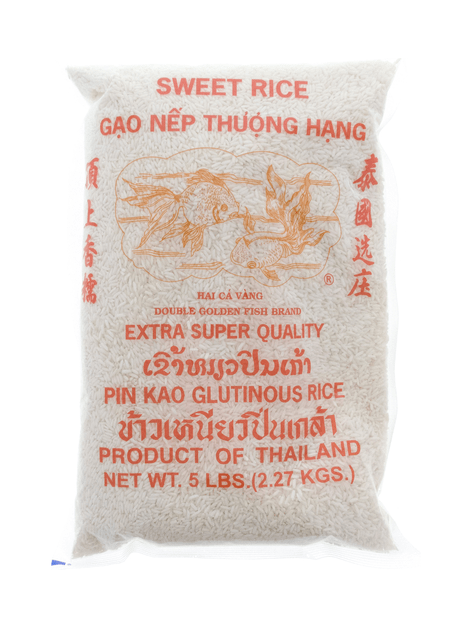 SWEET RICE
GẠO NẾP THƯỢNG HẠNG
頂上香糯
泰國选庄
®
HAI CÁ VÀNG
DOUBLE GOLDEN FISH BRAND
EXTRA SUPER QUALITY
ເຂົ້າໜຽວປິ່ນເກົ້າ
PIN KAO GLUTINOUS RICE
ข้าวเหนียวปิ่นเกล้า
PRODUCT OF THAILAND
NET WT. 5 LBS.(2.27 KGS.)